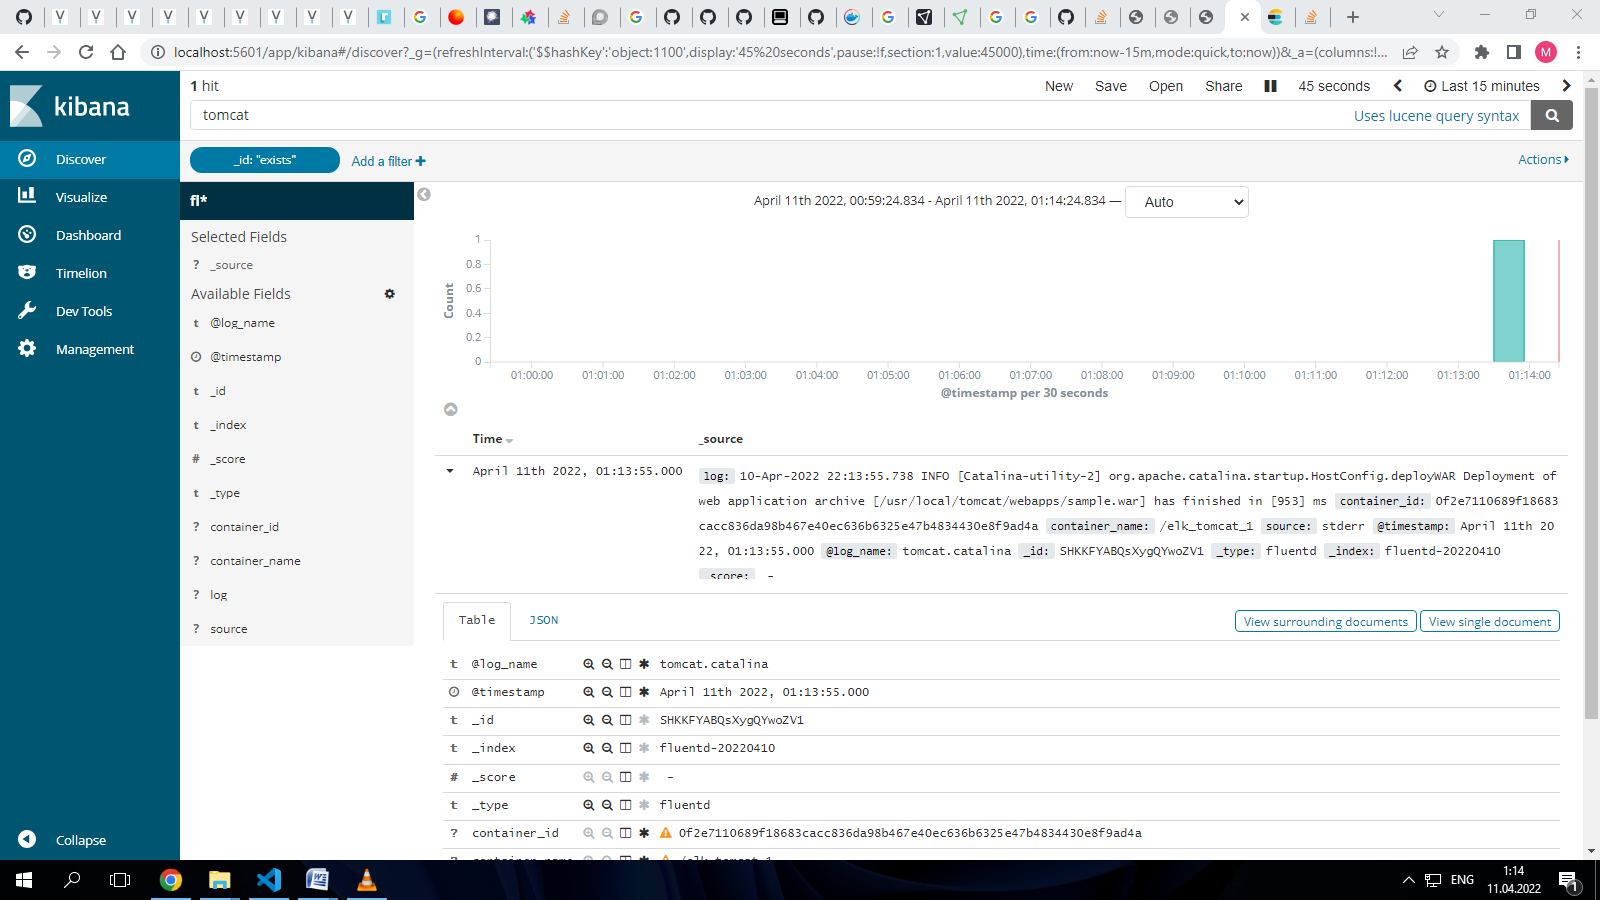 localhost:5601/app/kibana#/discover?_g=(refreshInterval:('$$hashKey':'object:1100',display:'45%20seconds',pause:!f,section:1,value:45000),time:(from:now-15m,mode:quick,to:now))&_a=(columns:!...
M
kibana
Discover
Visualize
Dashboard
Timelion
Dev Tools
Management
Collapse
1 hit
New Save Open Share 45 seconds Last 15 minutes
tomcat Uses lucene query syntax
_id: "exists" Add a filter Actions
fl*
Selected Fields
? _source
Available Fields
t @log_name
@timestamp
t _id
t _index
# _score
t _type
? container_id
? container_name
? log
? source
April 11th 2022, 00:59:24.834 - April 11th 2022, 01:14:24.834 — Auto
Count
1
0.8
0.6
0.4
0.2
0
01:00:00 01:01:00 01:02:00 01:03:00 01:04:00 01:05:00 01:06:00 01:07:00 01:08:00 01:09:00 01:10:00 01:11:00 01:12:00 01:13:00 01:14:00
@timestamp per 30 seconds
Time _source
April 11th 2022, 01:13:55.000
log: 10-Apr-2022 22:13:55.738 INFO [Catalina-utility-2] org.apache.catalina.startup.HostConfig.deployWAR Deployment of
web application archive [/usr/local/tomcat/webapps/sample.war] has finished in [953] ms container_id: 0f2e7110689f18683
cacc836da98b467e40ec636b6325e47b4834430e8f9ad4a container_name: /elk_tomcat_1 source: stderr @timestamp: April 11th 20
22, 01:13:55.000 @log_name: tomcat.catalina _id: SHKKFYABQsXygQYwoZV1 _type: fluentd _index: fluentd-20220410
_score: -
Table JSON View surrounding documents View single document
t @log_name tomcat.catalina
@timestamp April 11th 2022, 01:13:55.000
t _id SHKKFYABQsXygQYwoZV1
t _index fluentd-20220410
# _score -
t _type fluentd
? container_id 0f2e7110689f18683cacc836da98b467e40ec636b6325e47b4834430e8f9ad4a
? container_name /elk_tomcat_1
ENG
1:14
11.04.2022
1